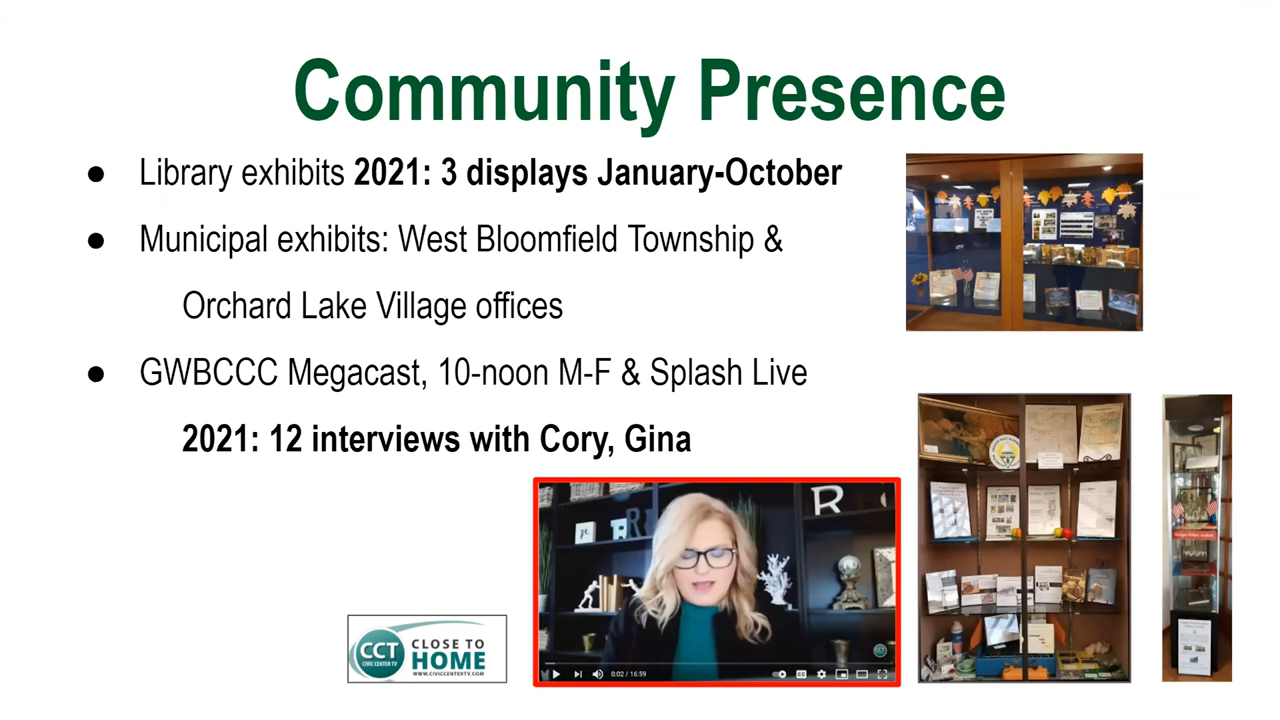 Community Presence
● Library exhibits 2021: 3 displays January-October
● Municipal exhibits: West Bloomfield Township &
Orchard Lake Village offices
● GWBCCC Megacast, 10-noon M-F & Splash Live
2021: 12 interviews with Cory, Gina
R
R
CCT
CIVIC CENTER TV
CLOSE TO
HOME
WWW.CIVICCENTERTV.COM
0:02 / 16:59
CC
CCT